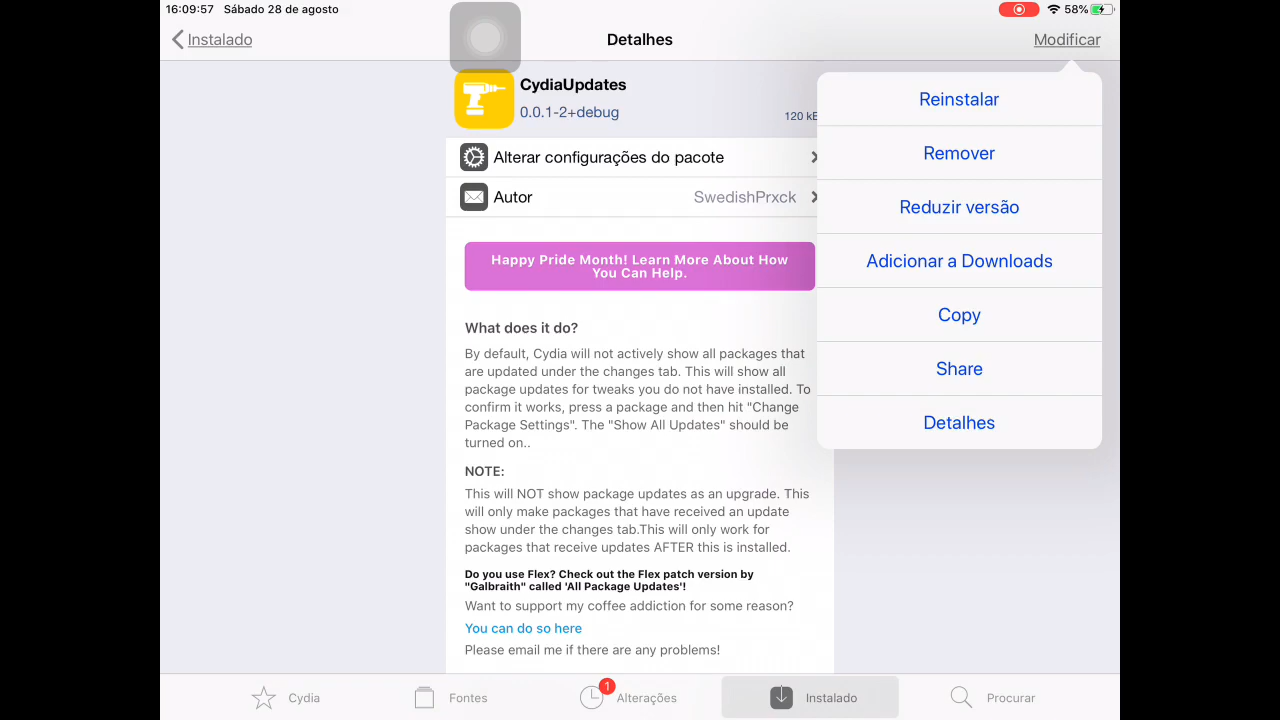 16:09:57 Sábado 28 de agosto
58%
Instalado
Detalhes
Modificar
CydiaUpdates
0.0.1-2+debug
Alterar configurações do pacote
Autor SwedishPrxck
Happy Pride Month! Learn More About How
You Can Help.
What does it do?
By default, Cydia will not actively show all packages that
are updated under the changes tab. This will show all
package updates for tweaks you do not have installed. To
confirm it works, press a package and then hit "Change
Package Settings". The "Show All Updates" should be
turned on..
NOTE:
This will NOT show package updates as an upgrade. This
will only make packages that have received an update
show under the changes tab.This will only work for
packages that receive updates AFTER this is installed.
Do you use Flex? Check out the Flex patch version by
"Galbraith" called 'All Package Updates'!
Want to support my coffee addiction for some reason?
You can do so here
Please email me if there are any problems!
Reinstalar
Remover
Reduzir versão
Adicionar a Downloads
Copy
Share
Detalhes
Cydia
Fontes
1
Alterações
Instalado
Procurar